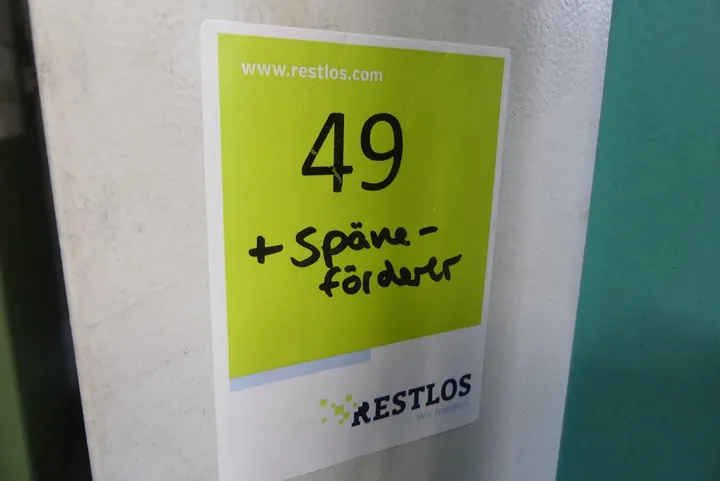 www.restlos.com
49
+ Späne-
förderer
RESTLOS